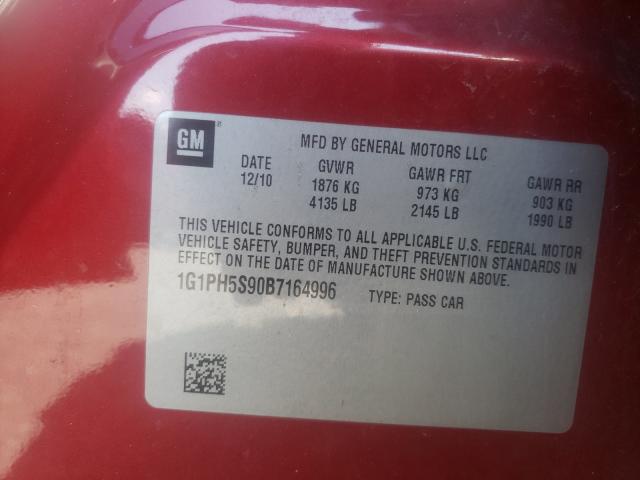 GM
MFD BY GENERAL MOTORS LLC
DATE GVWR GAWR FRT GAWR RR
12/10 1876 KG 973 KG 903 KG
4135 LB 2145 LB 1990 LB
THIS VEHICLE CONFORMS TO ALL APPLICABLE U.S. FEDERAL MOTOR
VEHICLE SAFETY, BUMPER, AND THEFT PREVENTION STANDARDS IN
EFFECT ON THE DATE OF MANUFACTURE SHOWN ABOVE.
1G1PH5S90B7164996 TYPE: PASS CAR